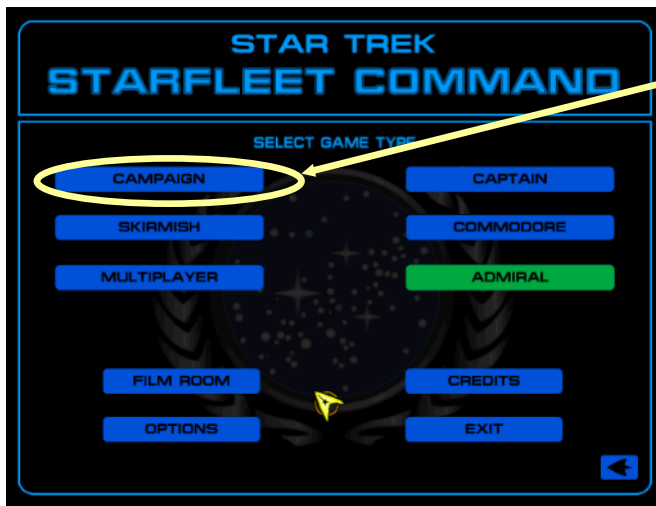 STAR TREK
STARFLEET COMMAND
SELECT GAME TYPE
CAMPAIGN
CAPTAIN
SKIRMISH
COMMODORE
MULTIPLAYER
ADMIRAL
FILM ROOM
CREDITS
OPTIONS
EXIT